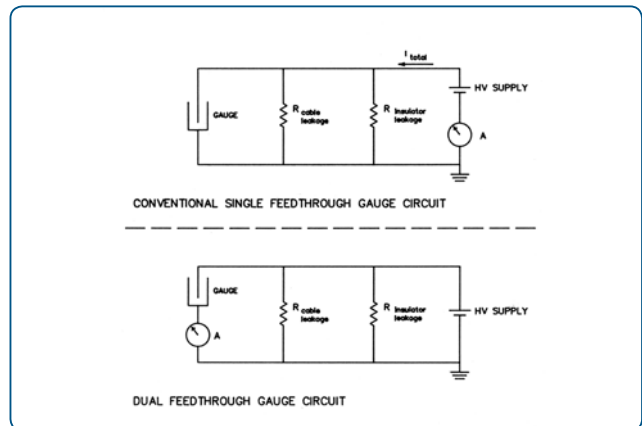 I total
HV SUPPLY
GAUGE
R cable leakage
R insulator leakage
A
CONVENTIONAL SINGLE FEEDTHROUGH GAUGE CIRCUIT
GAUGE
R cable leakage
R insulator leakage
HV SUPPLY
A
DUAL FEEDTHROUGH GAUGE CIRCUIT